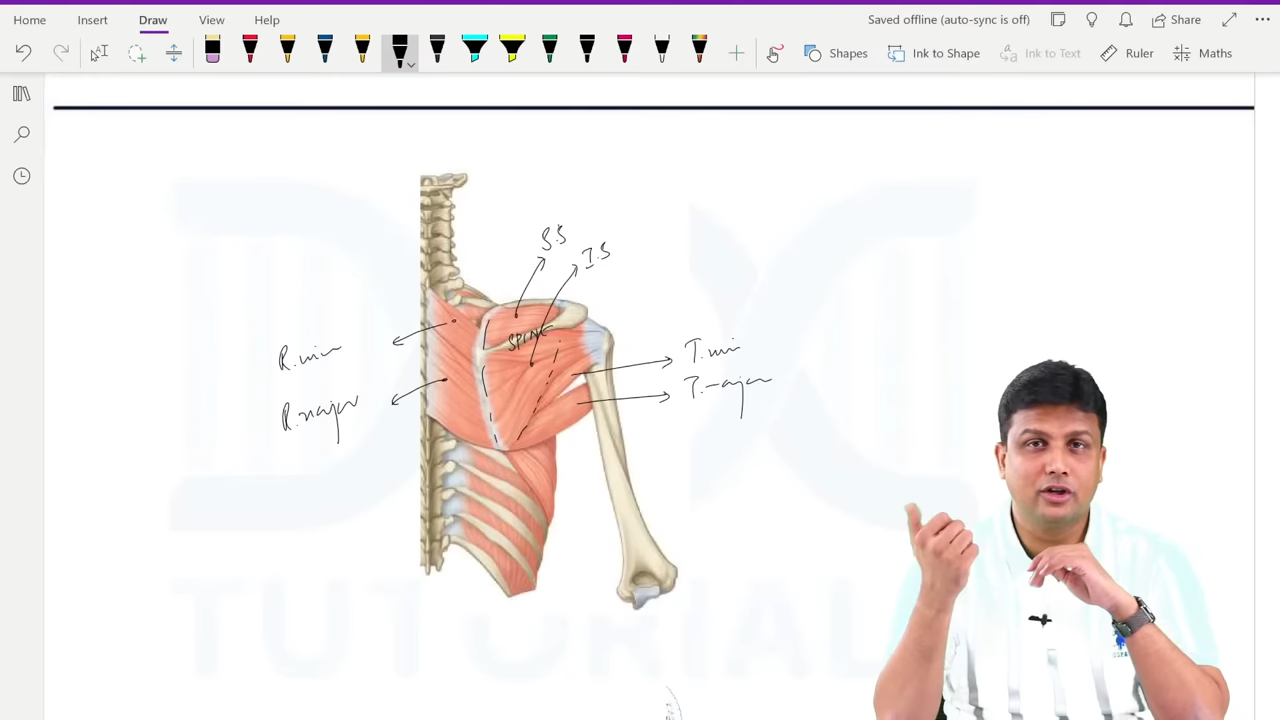 Home Insert Draw View Help
Saved offline (auto-sync is off) Share
Shapes Ink to Shape Ink to Text Ruler Maths
S.S
I.S
SPINE
R.min
T.min
T.major
R.major
TUTORIAL